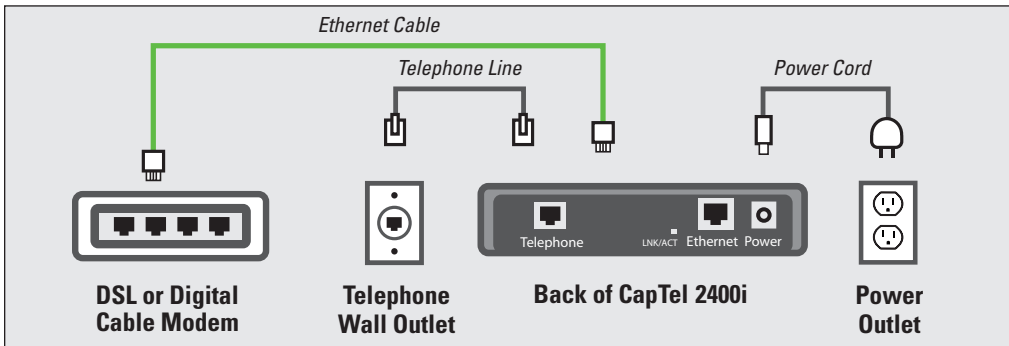 Ethernet Cable
Telephone Line
Power Cord
Telephone
LNK/ACT
Ethernet
Power
DSL or Digital
Cable Modem
Telephone
Wall Outlet
Back of CapTel 2400i
Power
Outlet